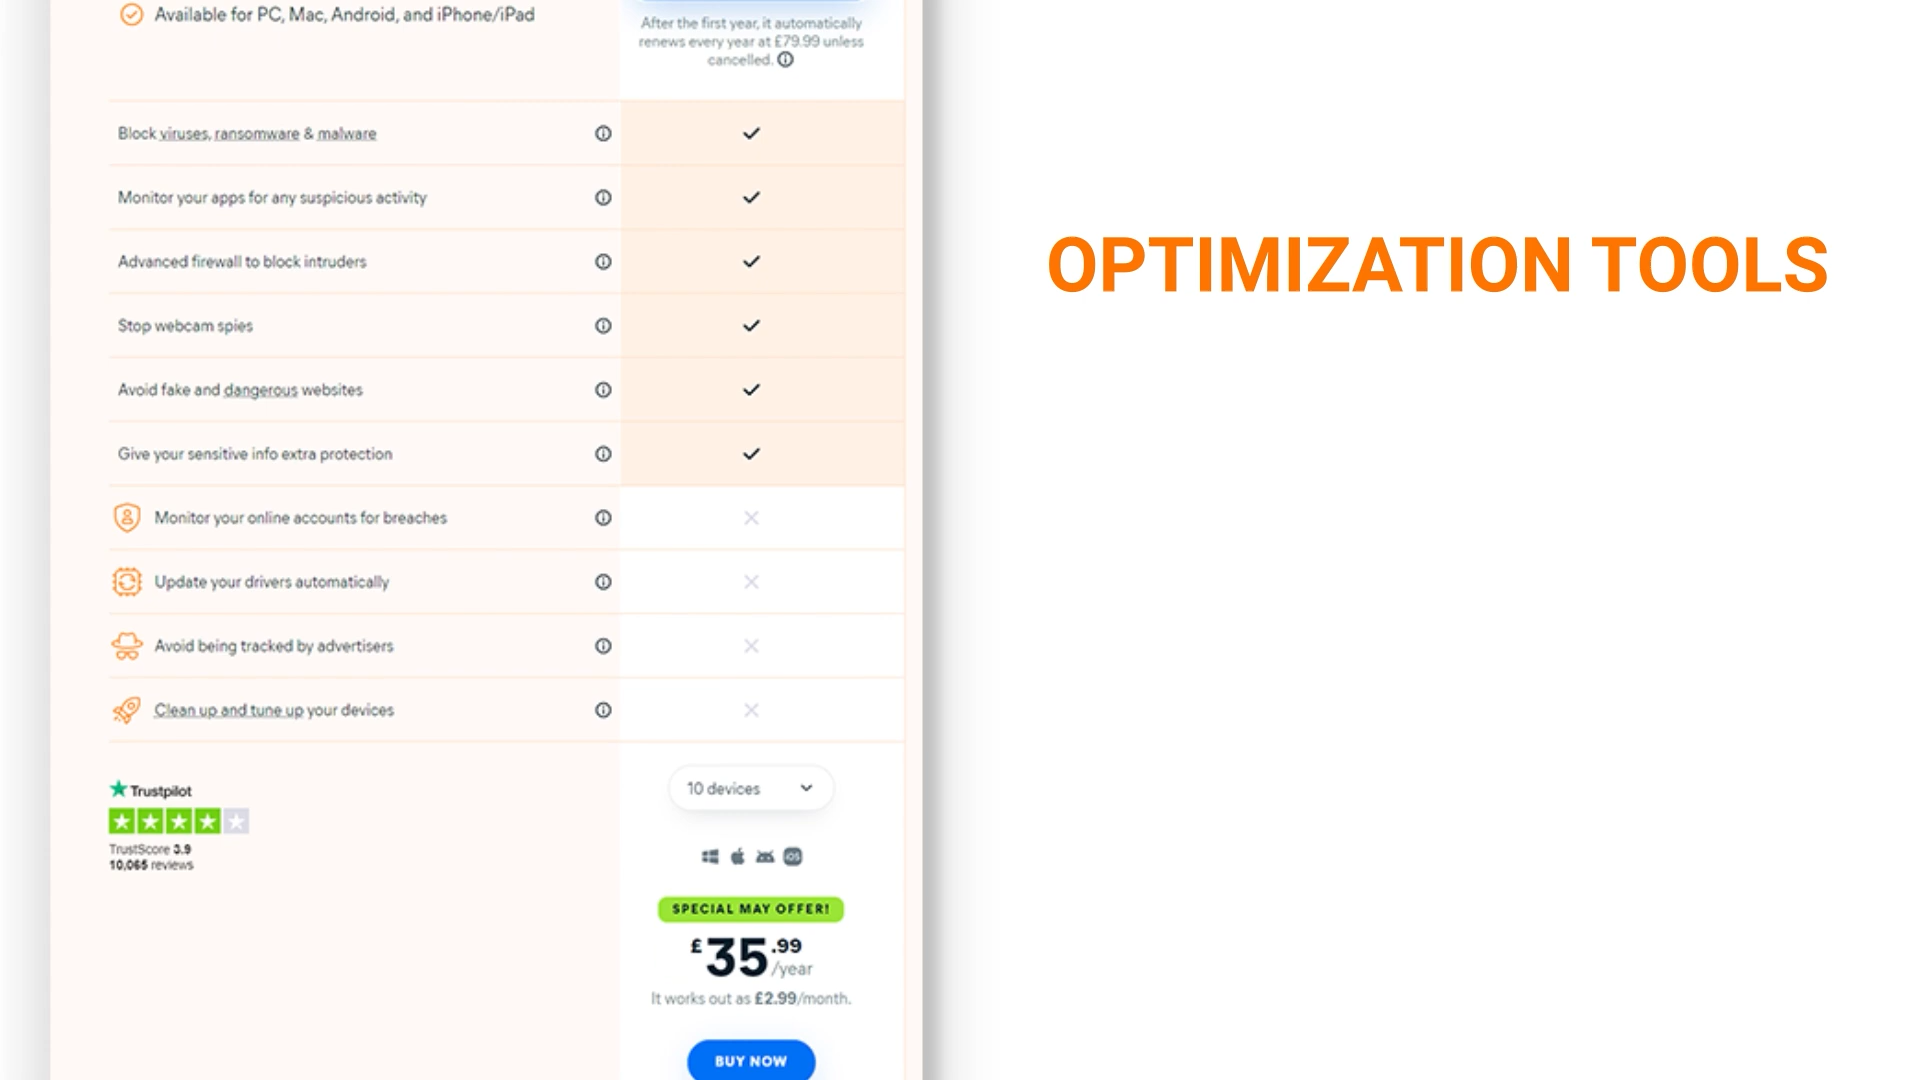 Available for PC, Mac, Android, and iPhone/iPad
After the first year, it automatically
renews every year at £79.99 unless
cancelled.
Block viruses, ransomware & malware
Monitor your apps for any suspicious activity
Advanced firewall to block intruders
Stop webcam spies
Avoid fake and dangerous websites
Give your sensitive info extra protection
Monitor your online accounts for breaches
Update your drivers automatically
Avoid being tracked by advertisers
Clean up and tune up your devices
Trustpilot
TrustScore 3.9
10,065 reviews
10 devices
iOS
SPECIAL MAY OFFER!
£35.99
/year
It works out as £2.99/month.
BUY NOW
OPTIMIZATION TOOLS